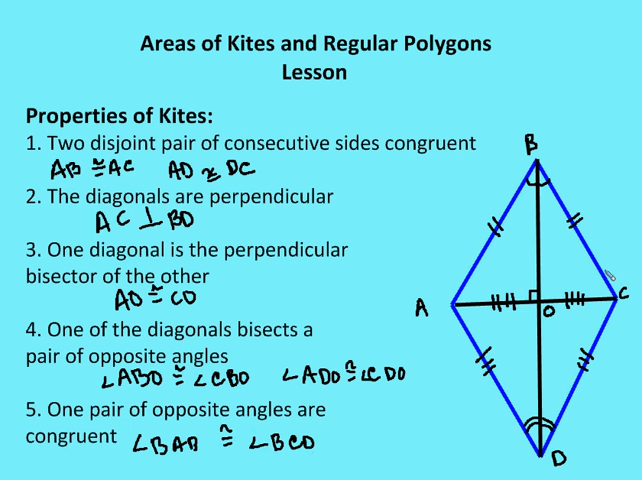 Areas of Kites and Regular Polygons
Lesson
Properties of Kites:
1. Two disjoint pair of consecutive sides congruent
AB ≅ AC   AD ≅ DC
2. The diagonals are perpendicular
AC ⊥ BD
3. One diagonal is the perpendicular
bisector of the other
AO ≅ CO
4. One of the diagonals bisects a
pair of opposite angles
∠ABO ≅ ∠CBO   ∠ADO ≅ ∠CDO
5. One pair of opposite angles are
congruent ∠BAD ≅ ∠BCD
B
A
O
C
D